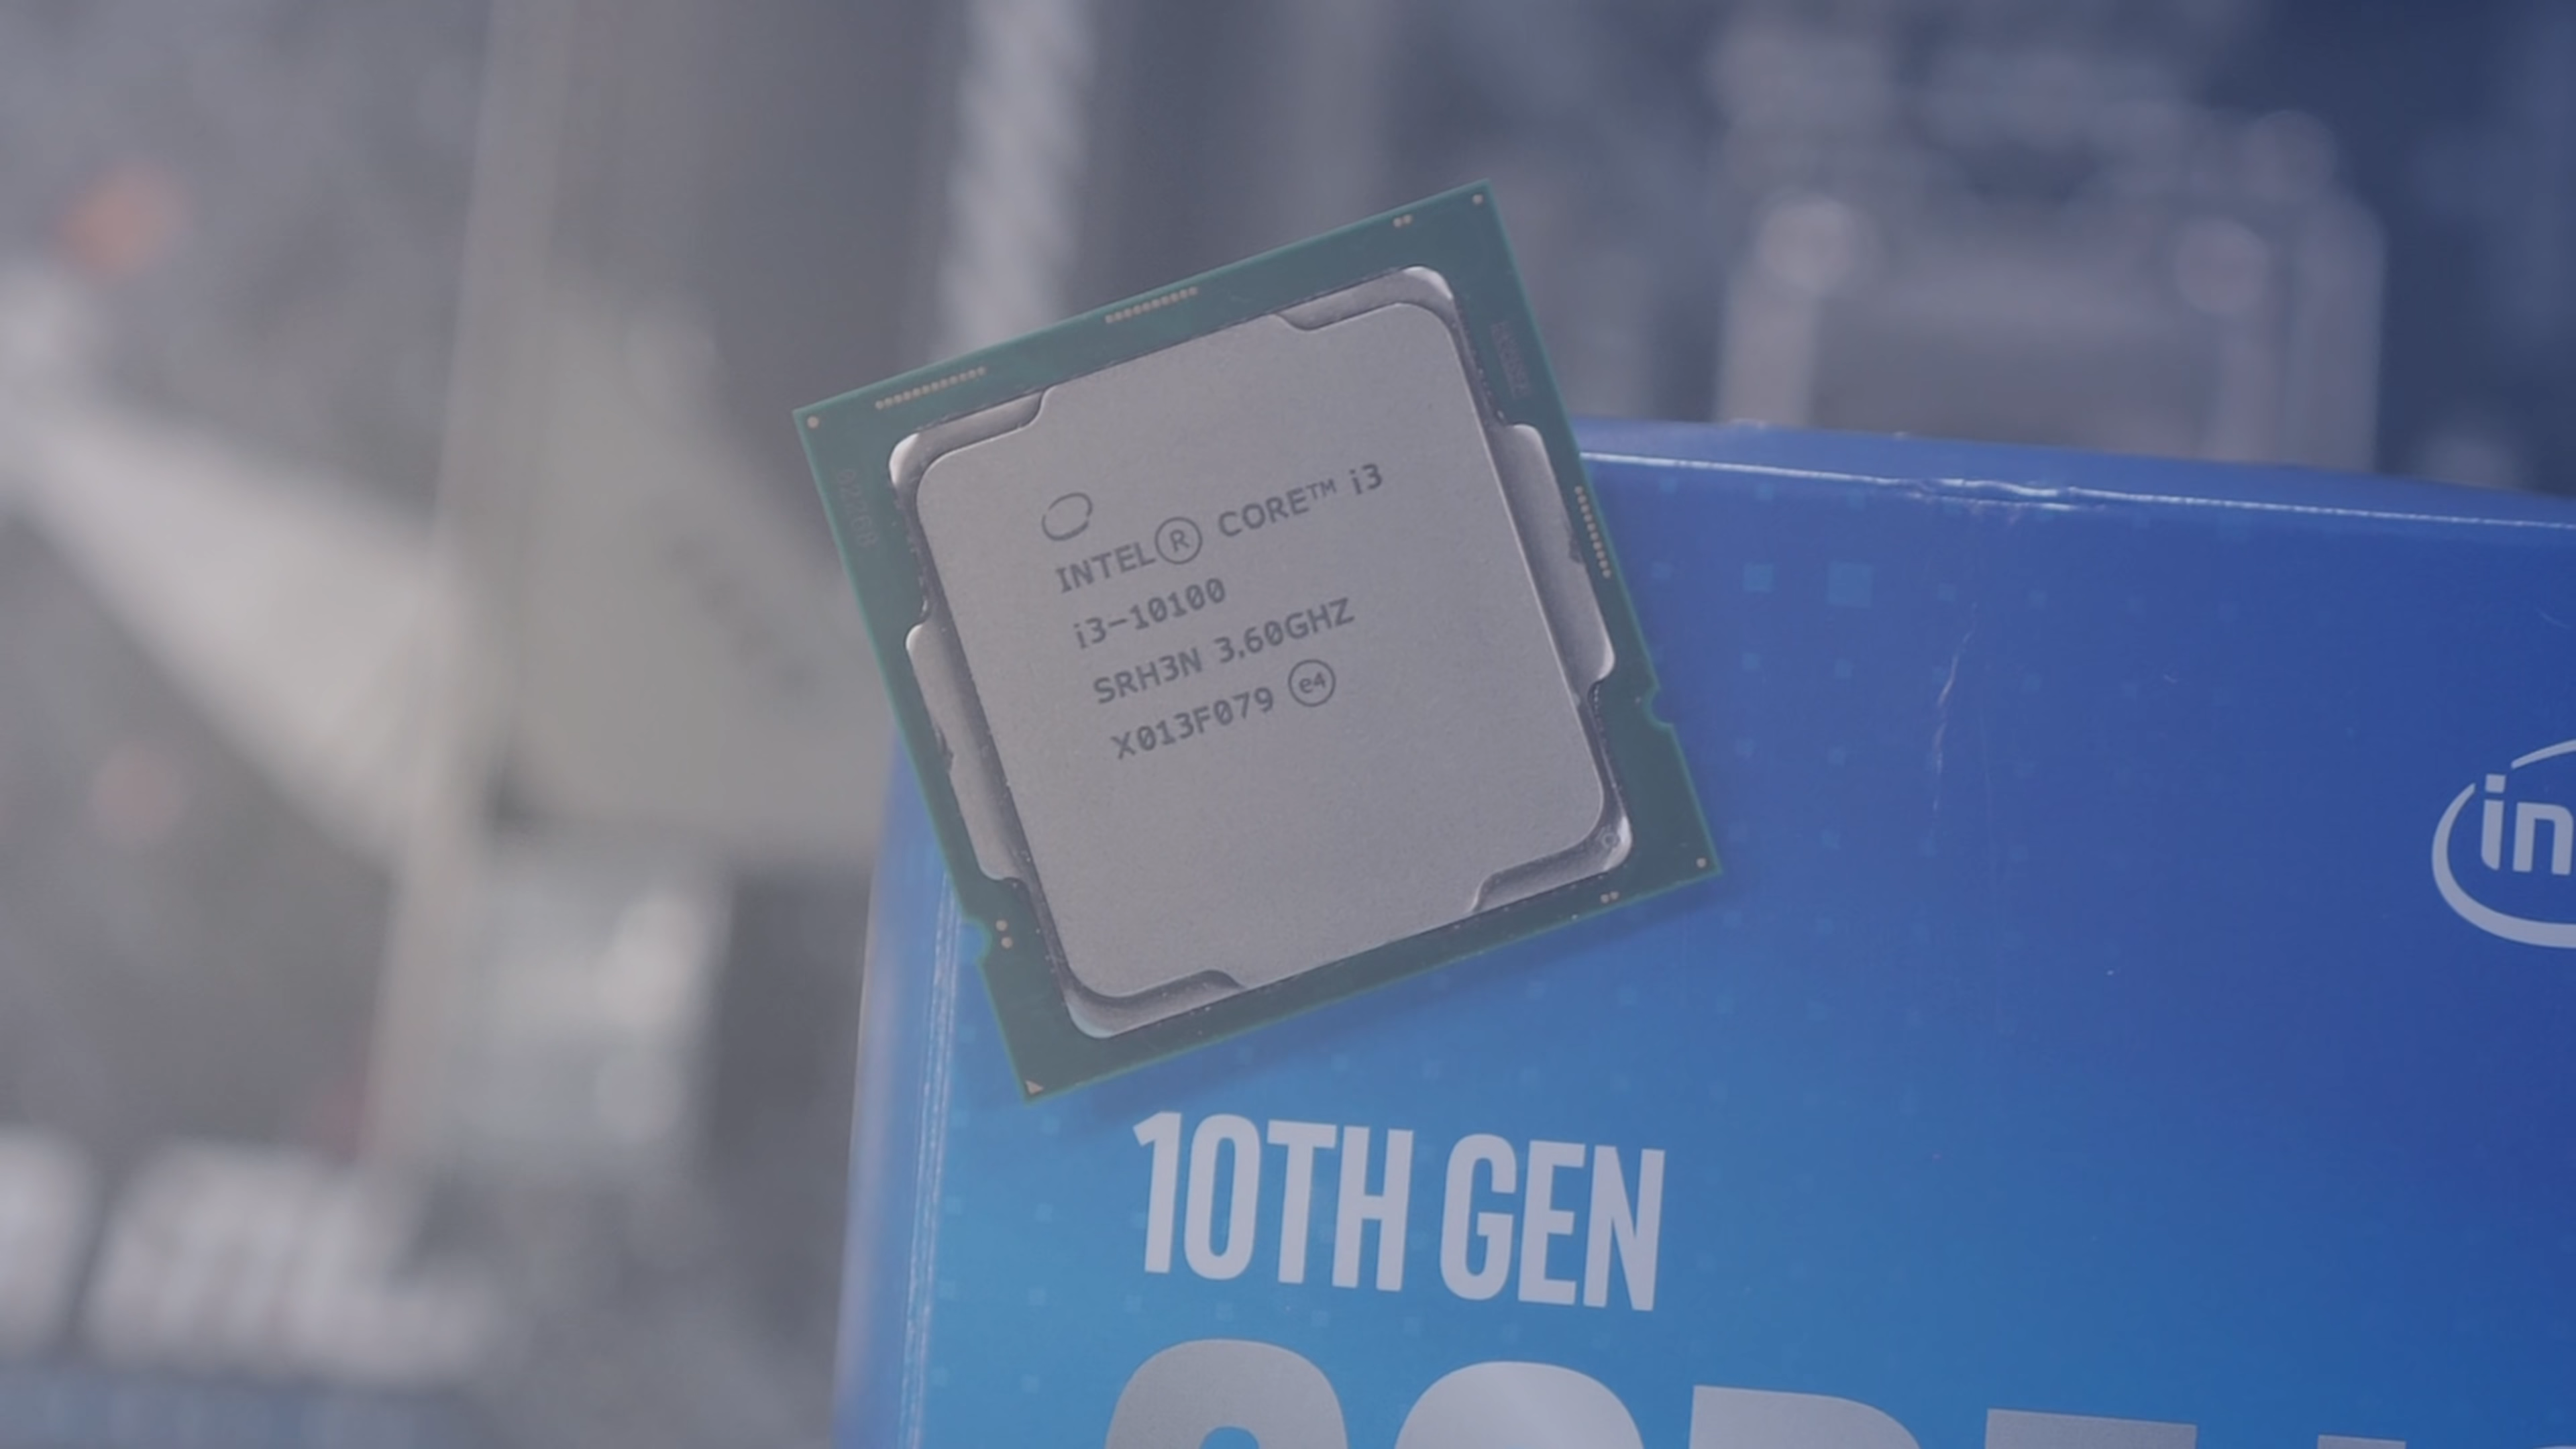 INTEL® CORE™ i3
i3-10100
SRH3N 3.60GHZ
X013F079 e4
10TH GEN